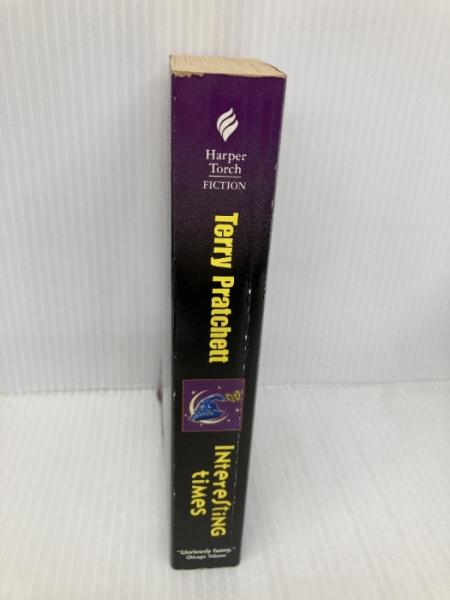 Harper
Torch
FICTION
Terry Pratchett
INtereſtiNG
tiMes
"Gloriously funny."
Chicago Tribune